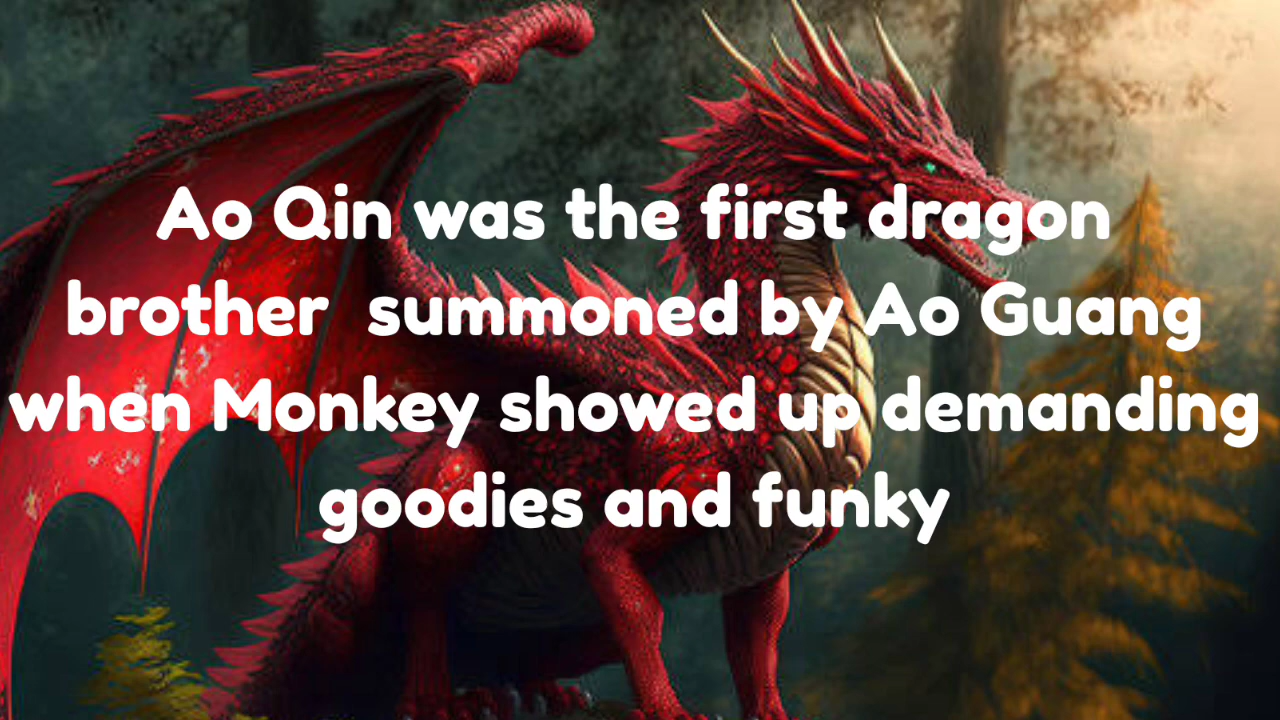 Ao Qin was the first dragon
brother summoned by Ao Guang
when Monkey showed up demanding
goodies and funky